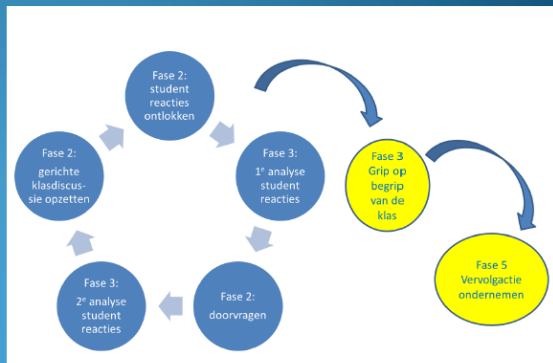 Fase 2:
student
reacties
ontlokken
Fase 3:
1e analyse
student
reacties
Fase 2:
doorvragen
Fase 3:
2e analyse
student
reacties
Fase 2:
gerichte
klasdiscus-
sie opzetten
Fase 3
Grip op
begrip
van de
klas
Fase 5
Vervolgactie
ondernemen